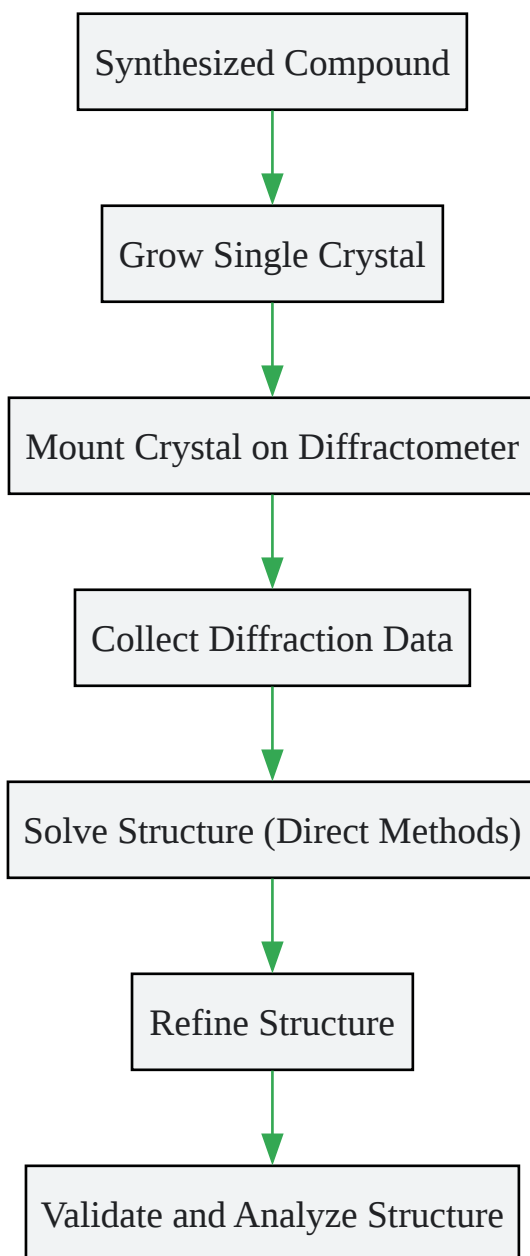 Synthesized Compound
Grow Single Crystal
Mount Crystal on Diffractometer
Collect Diffraction Data
Solve Structure (Direct Methods)
Refine Structure
Validate and Analyze Structure